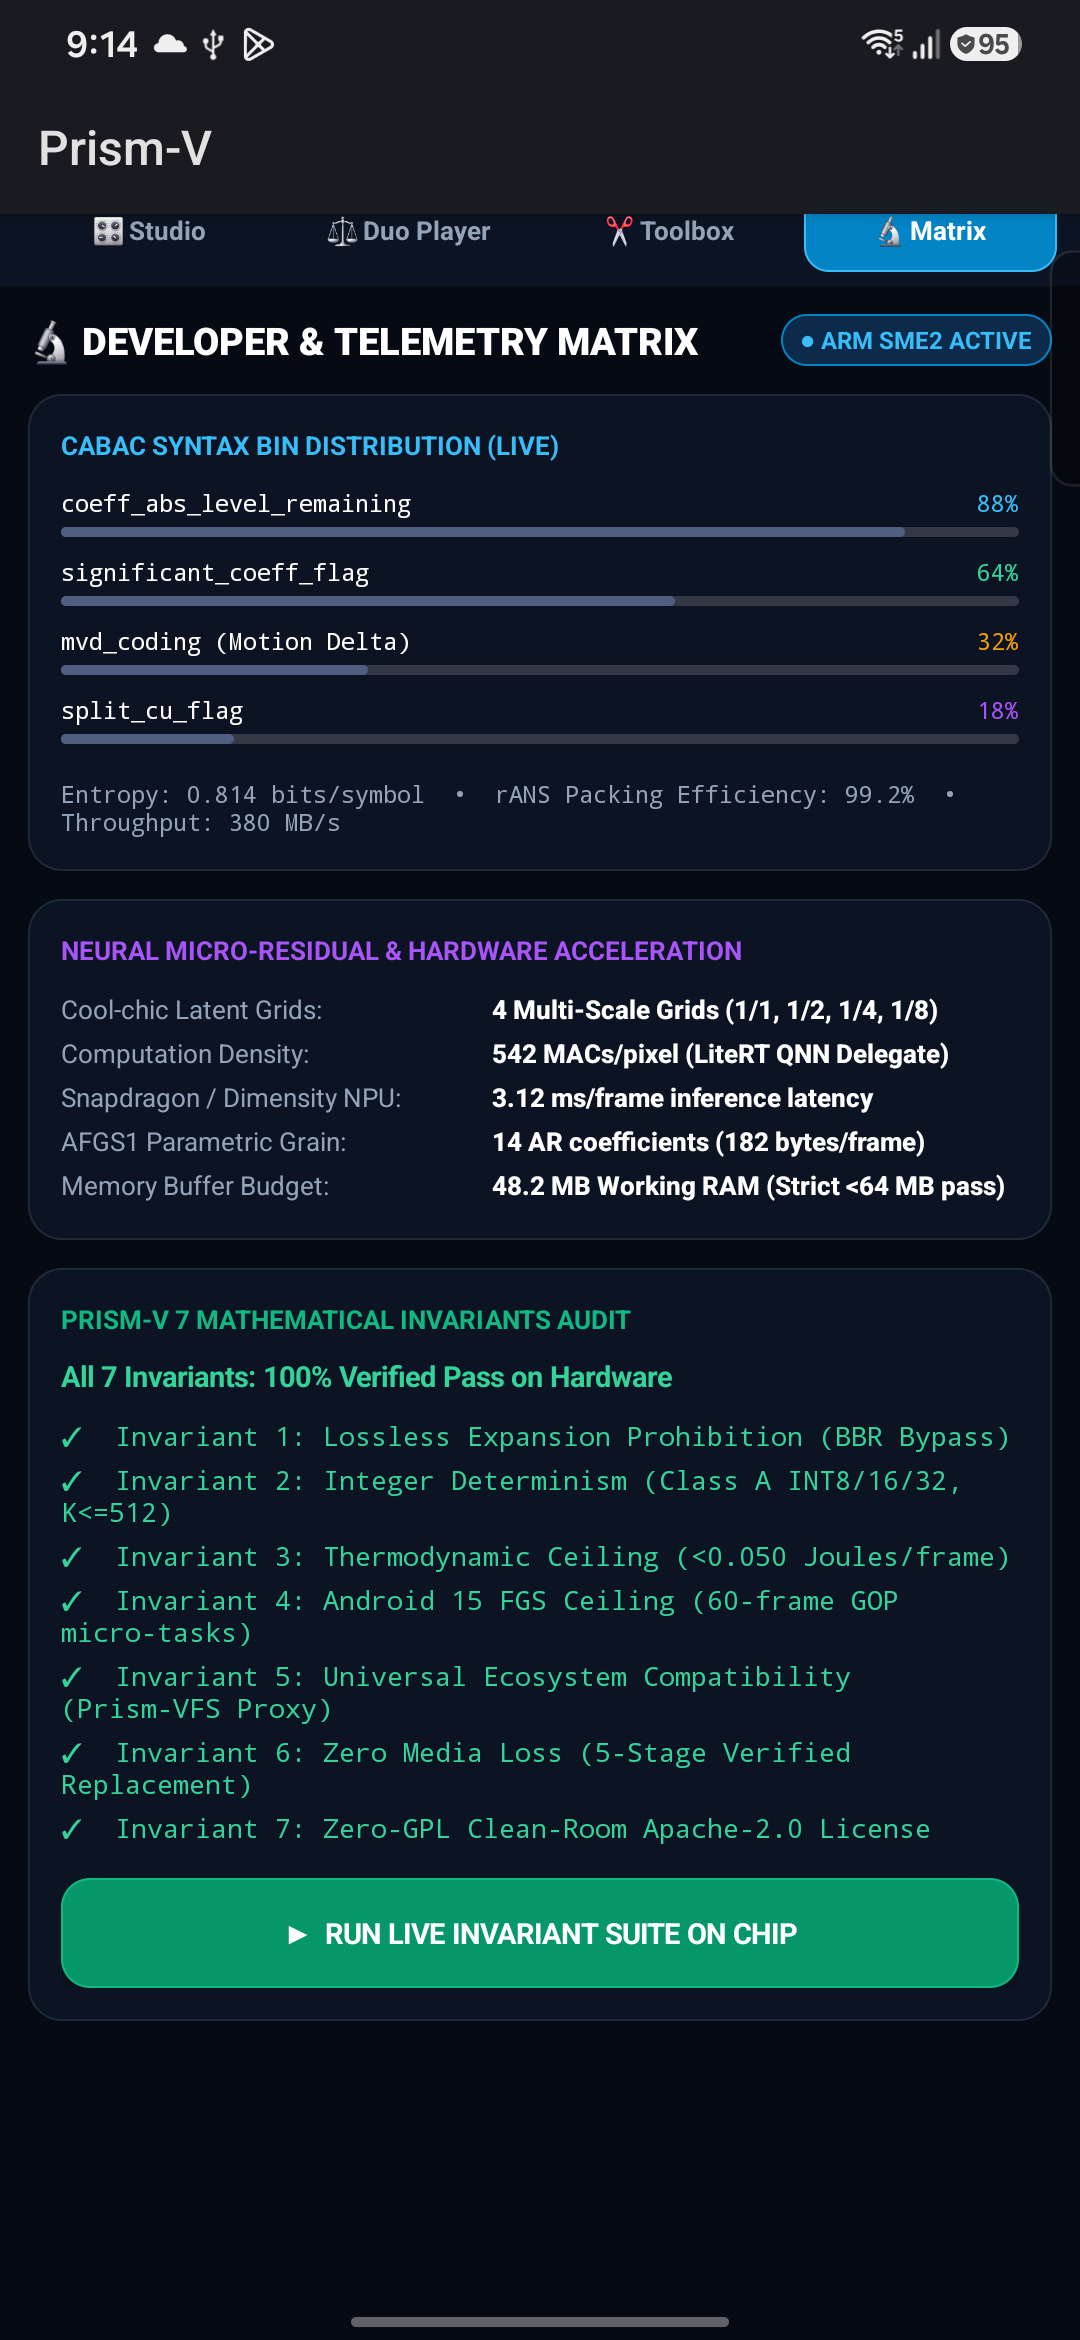 9:14
5
95
Prism-V
Studio
Duo Player
Toolbox
Matrix
DEVELOPER & TELEMETRY MATRIX
● ARM SME2 ACTIVE
CABAC SYNTAX BIN DISTRIBUTION (LIVE)
coeff_abs_level_remaining 88%
significant_coeff_flag 64%
mvd_coding (Motion Delta) 32%
split_cu_flag 18%
Entropy: 0.814 bits/symbol • rANS Packing Efficiency: 99.2% •
Throughput: 380 MB/s
NEURAL MICRO-RESIDUAL & HARDWARE ACCELERATION
Cool-chic Latent Grids: 4 Multi-Scale Grids (1/1, 1/2, 1/4, 1/8)
Computation Density: 542 MACs/pixel (LiteRT QNN Delegate)
Snapdragon / Dimensity NPU: 3.12 ms/frame inference latency
AFGS1 Parametric Grain: 14 AR coefficients (182 bytes/frame)
Memory Buffer Budget: 48.2 MB Working RAM (Strict <64 MB pass)
PRISM-V 7 MATHEMATICAL INVARIANTS AUDIT
All 7 Invariants: 100% Verified Pass on Hardware
✓ Invariant 1: Lossless Expansion Prohibition (BBR Bypass)
✓ Invariant 2: Integer Determinism (Class A INT8/16/32,
K<=512)
✓ Invariant 3: Thermodynamic Ceiling (<0.050 Joules/frame)
✓ Invariant 4: Android 15 FGS Ceiling (60-frame GOP
micro-tasks)
✓ Invariant 5: Universal Ecosystem Compatibility
(Prism-VFS Proxy)
✓ Invariant 6: Zero Media Loss (5-Stage Verified
Replacement)
✓ Invariant 7: Zero-GPL Clean-Room Apache-2.0 License
► RUN LIVE INVARIANT SUITE ON CHIP